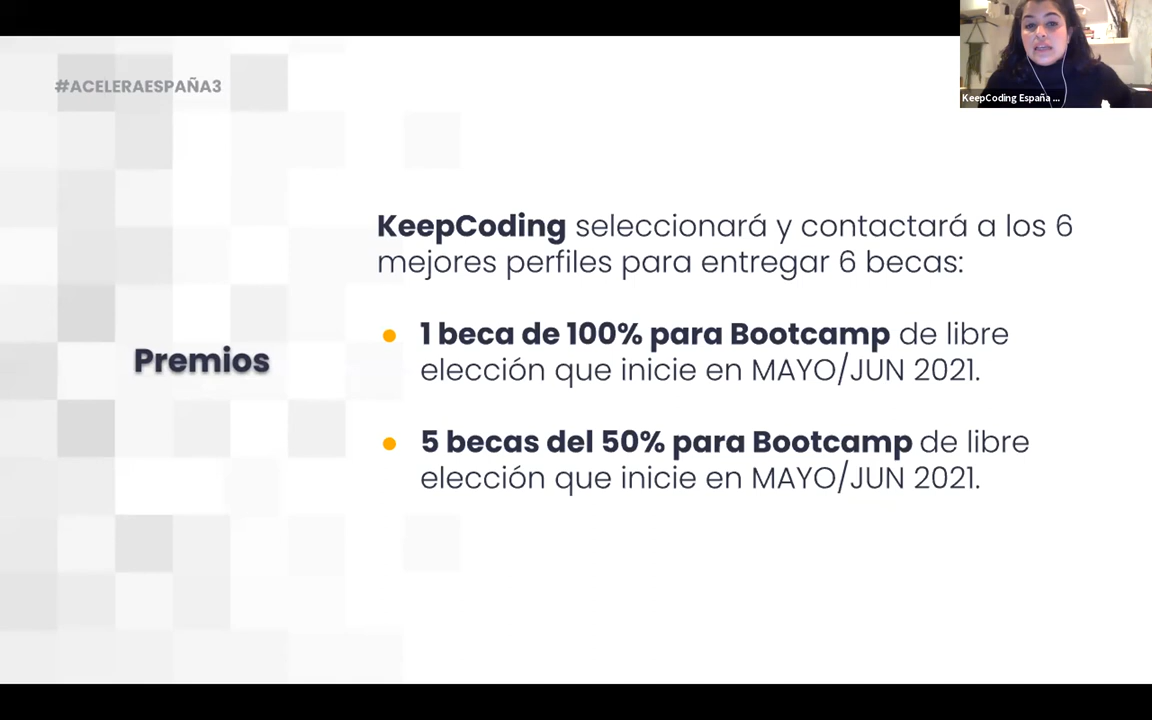 #ACELERAESPAÑA3
KeepCoding España ...
KeepCoding seleccionará y contactará a los 6
mejores perfiles para entregar 6 becas:
Premios
1 beca de 100% para Bootcamp de libre
elección que inicie en MAYO/JUN 2021.
5 becas del 50% para Bootcamp de libre
elección que inicie en MAYO/JUN 2021.